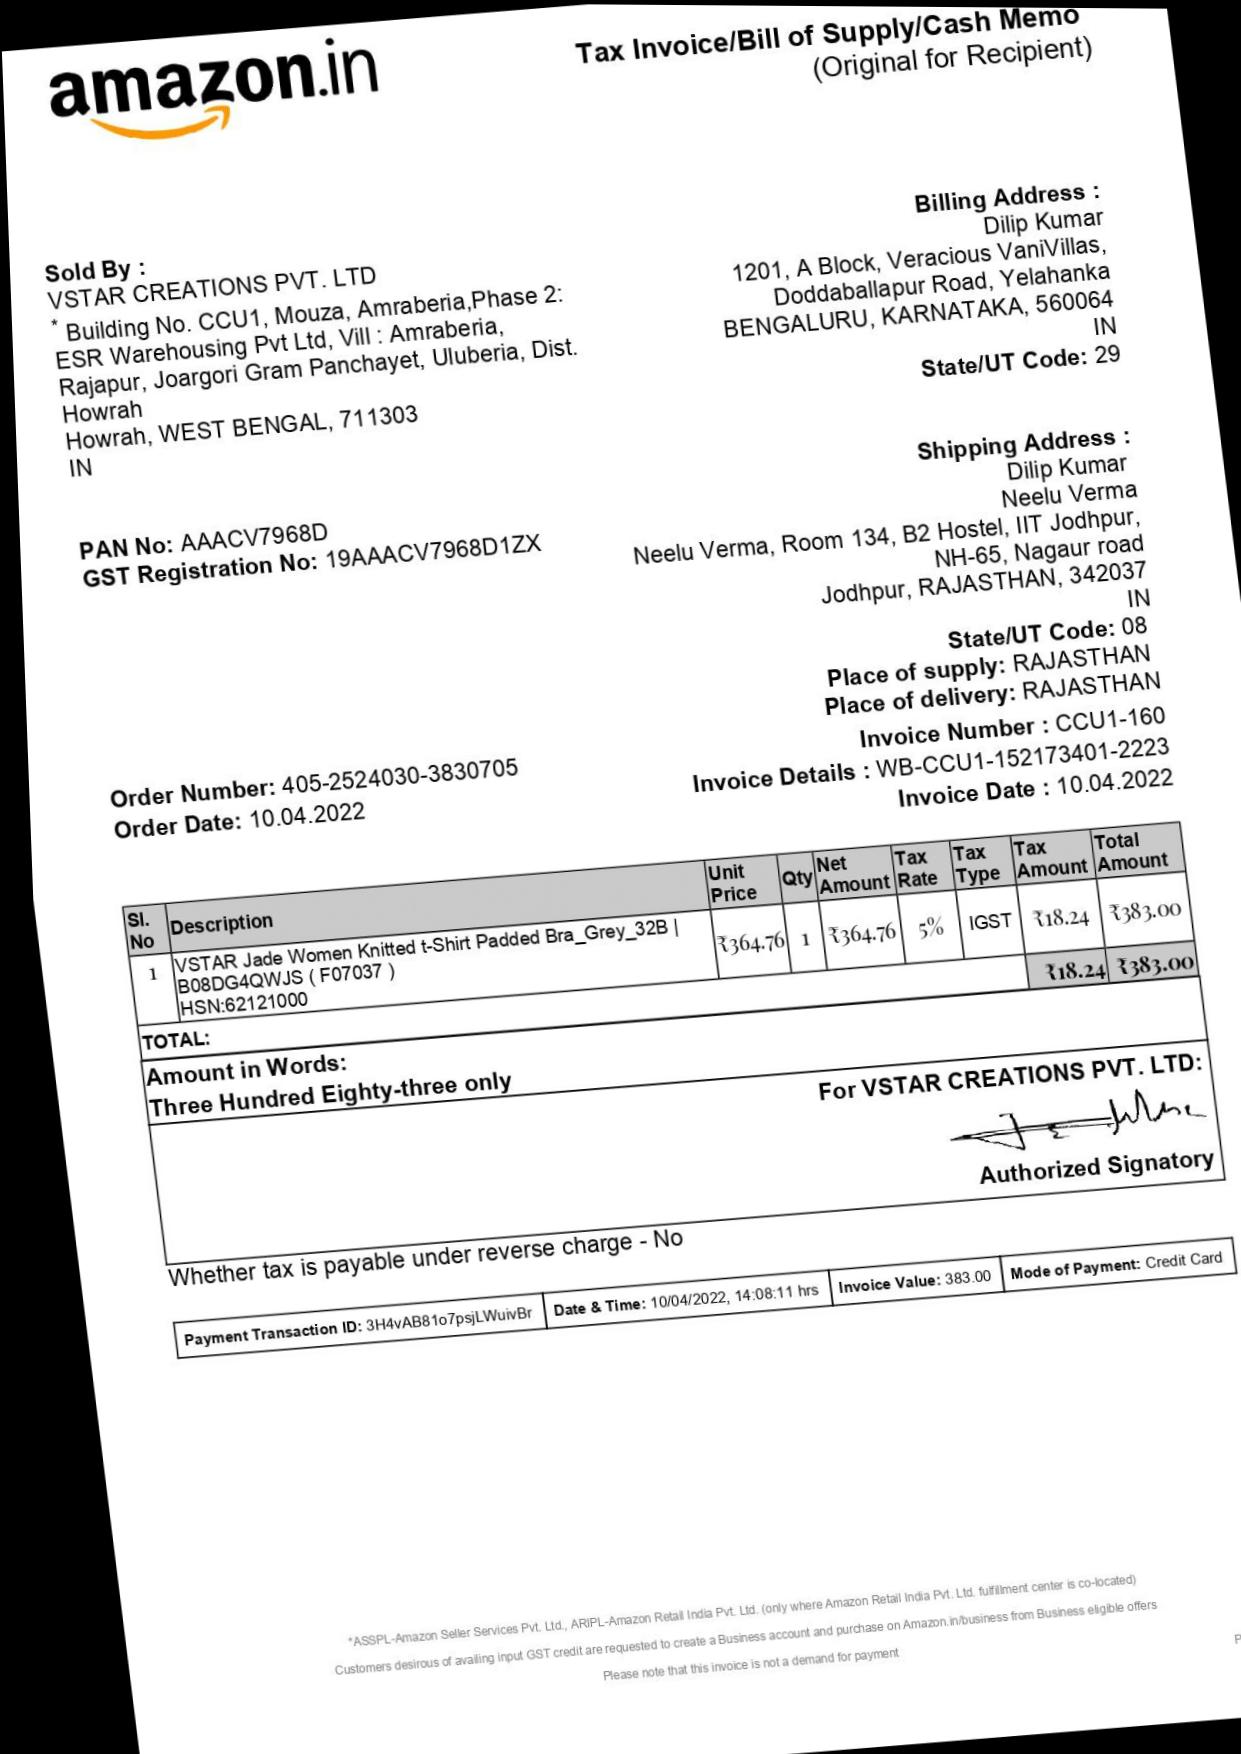 amazon.in
Tax Invoice/Bill of Supply/Cash Memo
(Original for Recipient)
Sold By :
VSTAR CREATIONS PVT. LTD
* Building No. CCU1, Mouza, Amraberia,Phase 2:
ESR Warehousing Pvt Ltd, Vill : Amraberia,
Rajapur, Joargori Gram Panchayet, Uluberia, Dist.
Howrah
Howrah, WEST BENGAL, 711303
IN
Billing Address :
Dilip Kumar
1201, A Block, Veracious VaniVillas,
Doddaballapur Road, Yelahanka
BENGALURU, KARNATAKA, 560064
IN
State/UT Code: 29
PAN No: AAACV7968D
GST Registration No: 19AAACV7968D1ZX
Shipping Address :
Dilip Kumar
Neelu Verma
Neelu Verma, Room 134, B2 Hostel, IIT Jodhpur,
NH-65, Nagaur road
Jodhpur, RAJASTHAN, 342037
IN
State/UT Code: 08
Place of supply: RAJASTHAN
Place of delivery: RAJASTHAN
Invoice Number : CCU1-160
Invoice Details : WB-CCU1-152173401-2223
Invoice Date : 10.04.2022
Order Number: 405-2524030-3830705
Order Date: 10.04.2022
Sl. No Description Unit Price Qty Net Amount Tax Rate Tax Type Tax Amount Total Amount
1 VSTAR Jade Women Knitted t-Shirt Padded Bra_Grey_32B | ₹364.76 1 ₹364.76 5% IGST ₹18.24 ₹383.00
B08DG4QWJS ( F07037 )
HSN:62121000
TOTAL: ₹18.24 ₹383.00
Amount in Words:
Three Hundred Eighty-three only
For VSTAR CREATIONS PVT. LTD:
Authorized Signatory
Whether tax is payable under reverse charge - No
Payment Transaction ID: 3H4vAB81o7psjLWuivBr Date & Time: 10/04/2022, 14:08:11 hrs Invoice Value: 383.00 Mode of Payment: Credit Card
*ASSPL-Amazon Seller Services Pvt. Ltd., ARIPL-Amazon Retail India Pvt. Ltd. (only where Amazon Retail India Pvt. Ltd. fulfillment center is co-located)
Customers desirous of availing input GST credit are requested to create a Business account and purchase on Amazon.in/business from Business eligible offers
Please note that this invoice is not a demand for payment